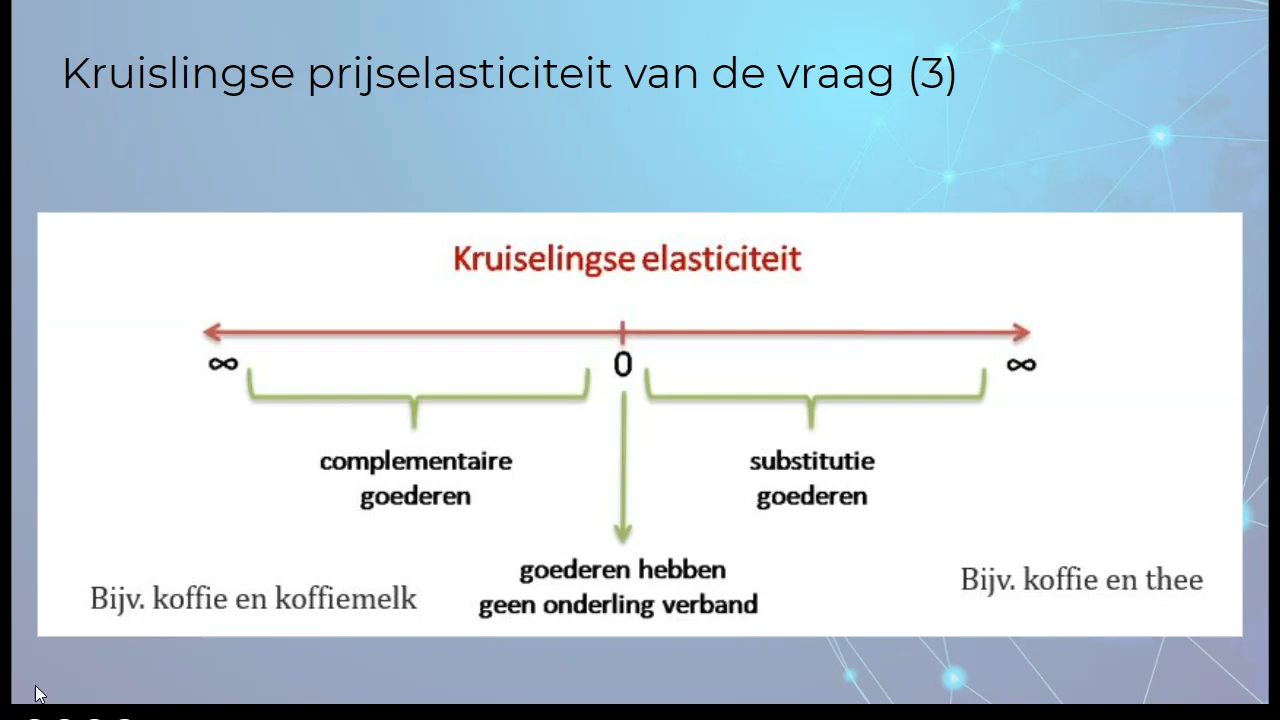 Kruislingse prijselasticiteit van de vraag (3)
Kruiselingse elasticiteit
∞ 0 ∞
complementaire
goederen
substitutie
goederen
goederen hebben
geen onderling verband
Bijv. koffie en koffiemelk
Bijv. koffie en thee